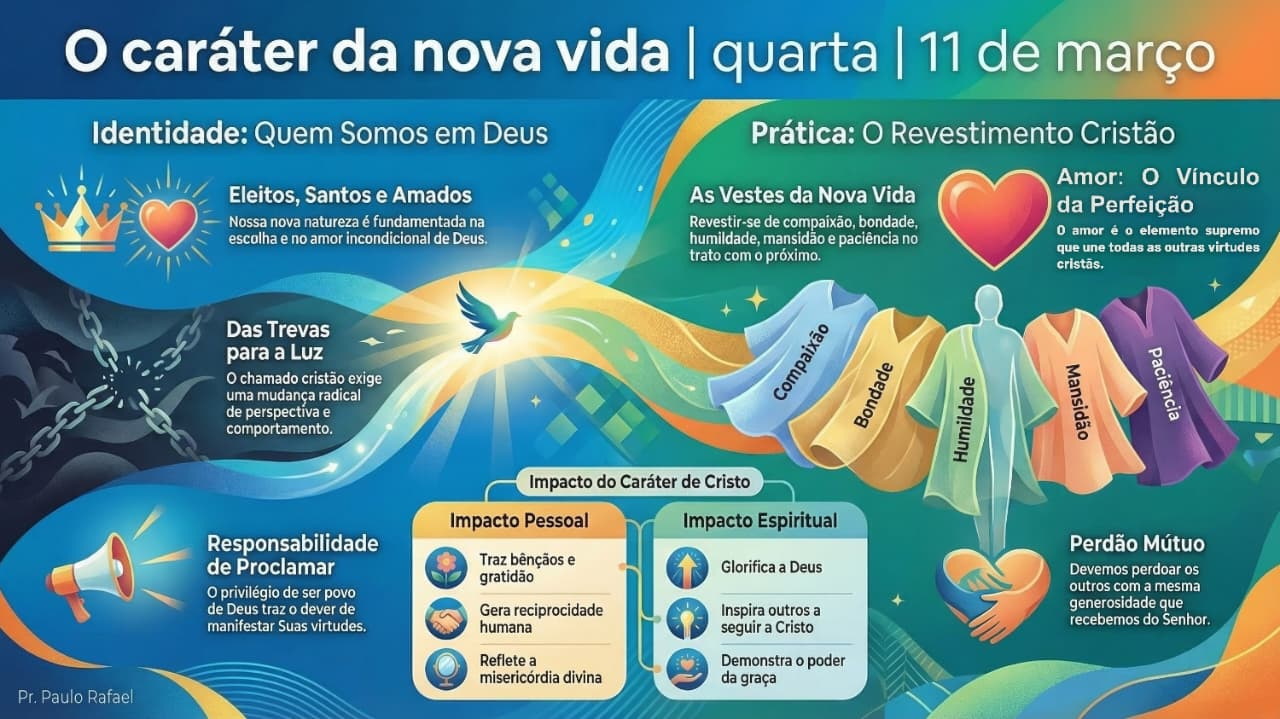 O caráter da nova vida | quarta | 11 de março
Identidade: Quem Somos em Deus
Eleitos, Santos e Amados
Nossa nova natureza é fundamentada na
escolha e no amor incondicional de Deus.
Das Trevas
para a Luz
O chamado cristão exige
uma mudança radical
de perspectiva e
comportamento.
Responsabilidade
de Proclamar
O privilégio de ser povo
de Deus traz o dever de
manifestar Suas virtudes.
Prática: O Revestimento Cristão
As Vestes da Nova Vida
Revestir-se de compaixão, bondade,
humildade, mansidão e paciência no
trato com o próximo.
Amor: O Vínculo
da Perfeição
O amor é o elemento supremo
que une todas as outras virtudes
cristãs.
Compaixão
Bondade
Humildade
Mansidão
Paciência
Perdão Mútuo
Devemos perdoar os
outros com a mesma
generosidade que
recebemos do Senhor.
Impacto do Caráter de Cristo
Impacto Pessoal
Traz bênçãos e
gratidão
Gera reciprocidade
humana
Reflete a
misericórdia divina
Impacto Espiritual
Glorifica a Deus
Inspira outros a
seguir a Cristo
Demonstra o poder
da graça
Pr. Paulo Rafael